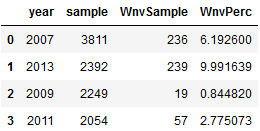 year sample WnvSample WnvPerc
0 2007 3811 236 6.192600
1 2013 2392 239 9.991639
2 2009 2249 19 0.844820
3 2011 2054 57 2.775073